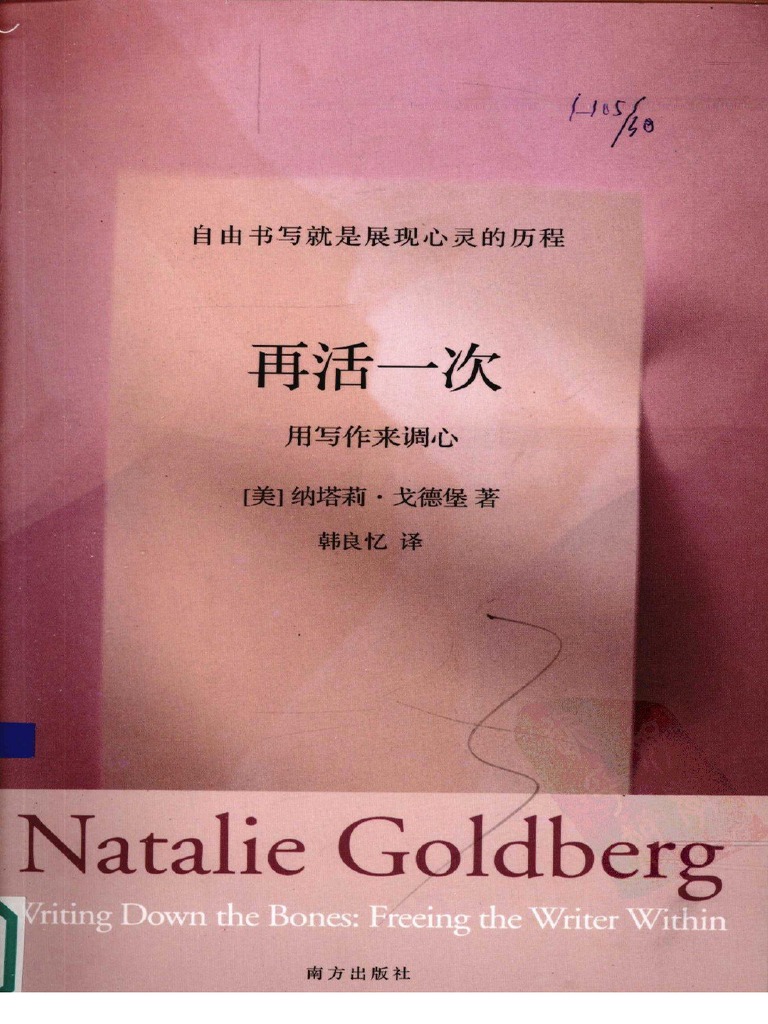 自由书写就是展现心灵的历程
再活一次
用写作来调心
[美] 纳塔莉·戈德堡 著
韩良忆 译
Natalie Goldberg
Writing Down the Bones: Freeing the Writer Within
南方出版社